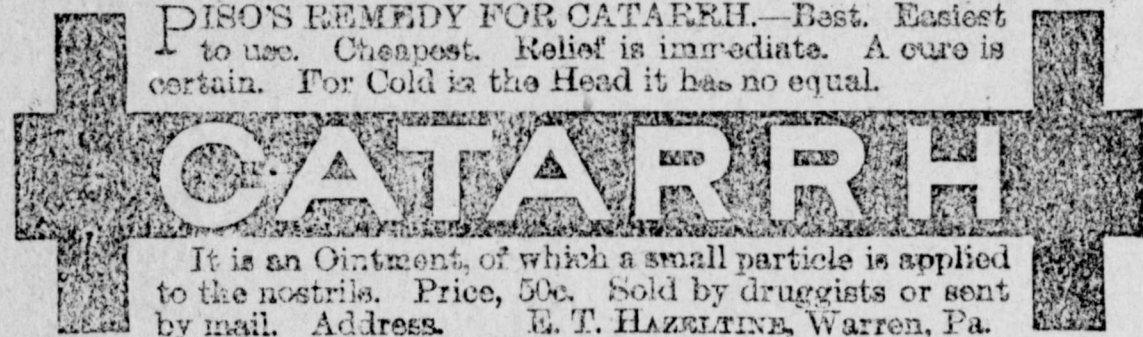 PISO'S REMEDY FOR CATARRH.—Best. Easiest
to use. Cheapest. Relief is immediate. A cure is
certain. For Cold in the Head it has no equal.
CATARRH
It is an Ointment, of which a small particle is applied
to the nostrils. Price, 50c. Sold by druggists or sent
by mail. Address. E. T. HAZELTINE, Warren, Pa.